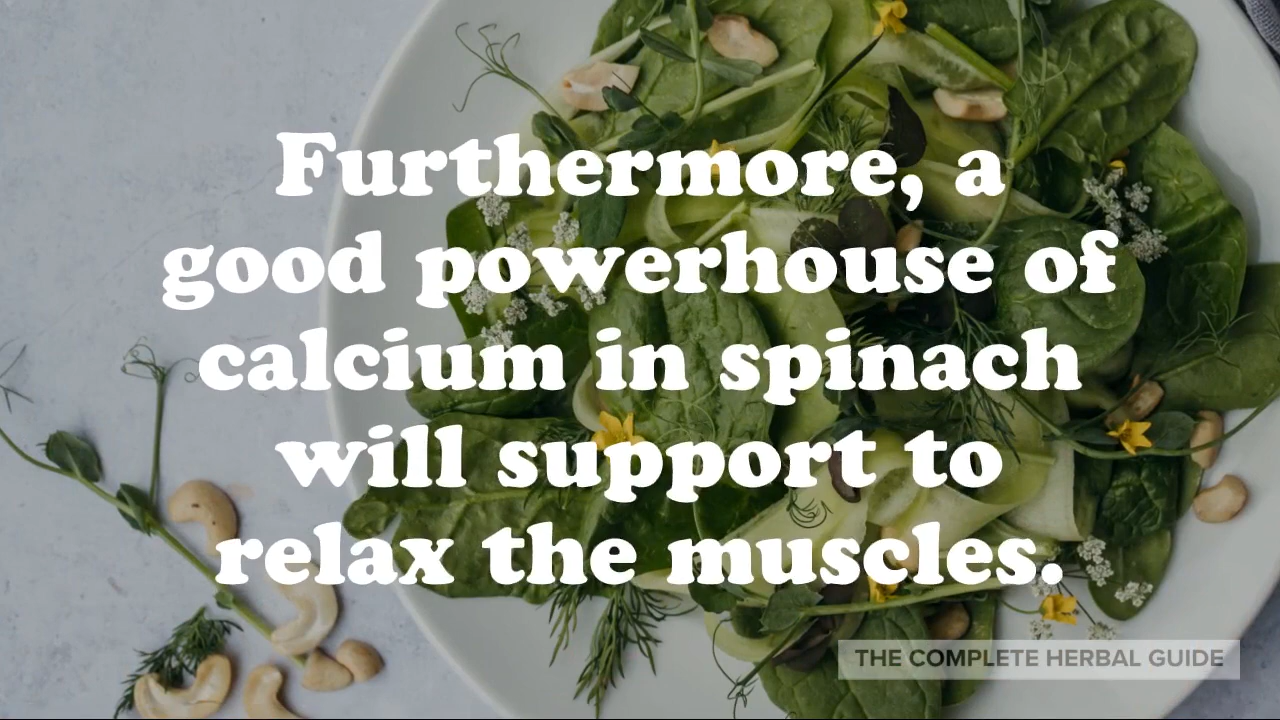 Furthermore, a
good powerhouse of
calcium in spinach
will support to
relax the muscles.
THE COMPLETE HERBAL GUIDE